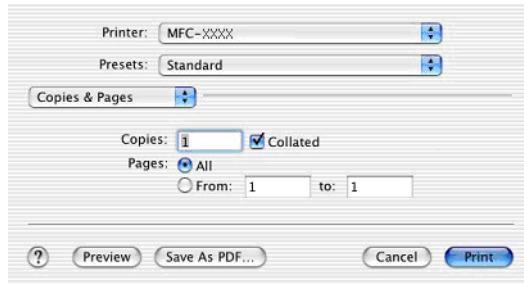 Printer: MFC-XXXX
Presets: Standard
Copies & Pages
Copies: 1 Collated
Pages: All
From: 1 to: 1
? Preview Save As PDF... Cancel Print